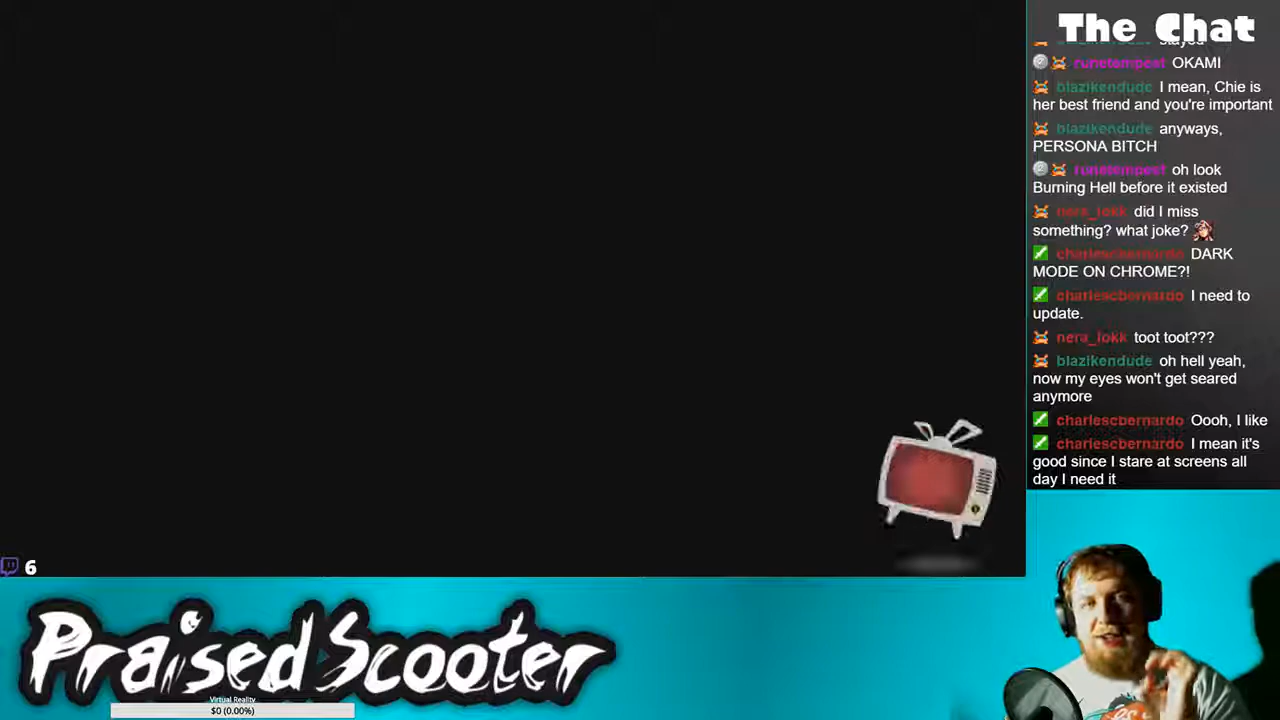 The Chat
runetempest OKAMI
blazikendude I mean, Chie is
her best friend and you're important
blazikendude anyways,
PERSONA BITCH
runetempest oh look
Burning Hell before it existed
nera_lokk did I miss
something? what joke?
charlescbernardo DARK
MODE ON CHROME?!
charlescbernardo I need to
update.
nera_lokk toot toot???
blazikendude oh hell yeah,
now my eyes won't get seared
anymore
charlescbernardo Oooh, I like
charlescbernardo I mean it's
good since I stare at screens all
day I need it
6
Praised Scooter
Virtual Reality
$0 (0.00%)